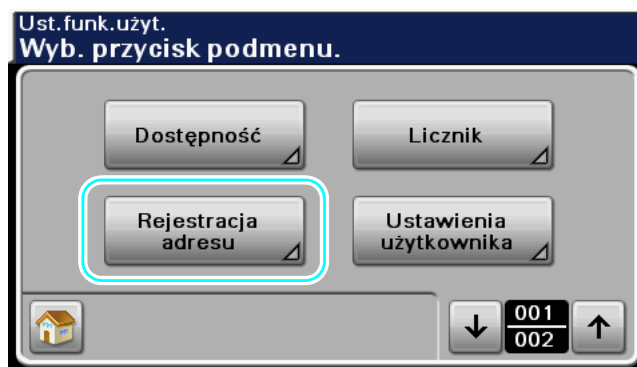 Ust.funk.użyt.
Wyb. przycisk podmenu.
Dostępność
Licznik
Rejestracja
adresu
Ustawienia
użytkownika
001
002